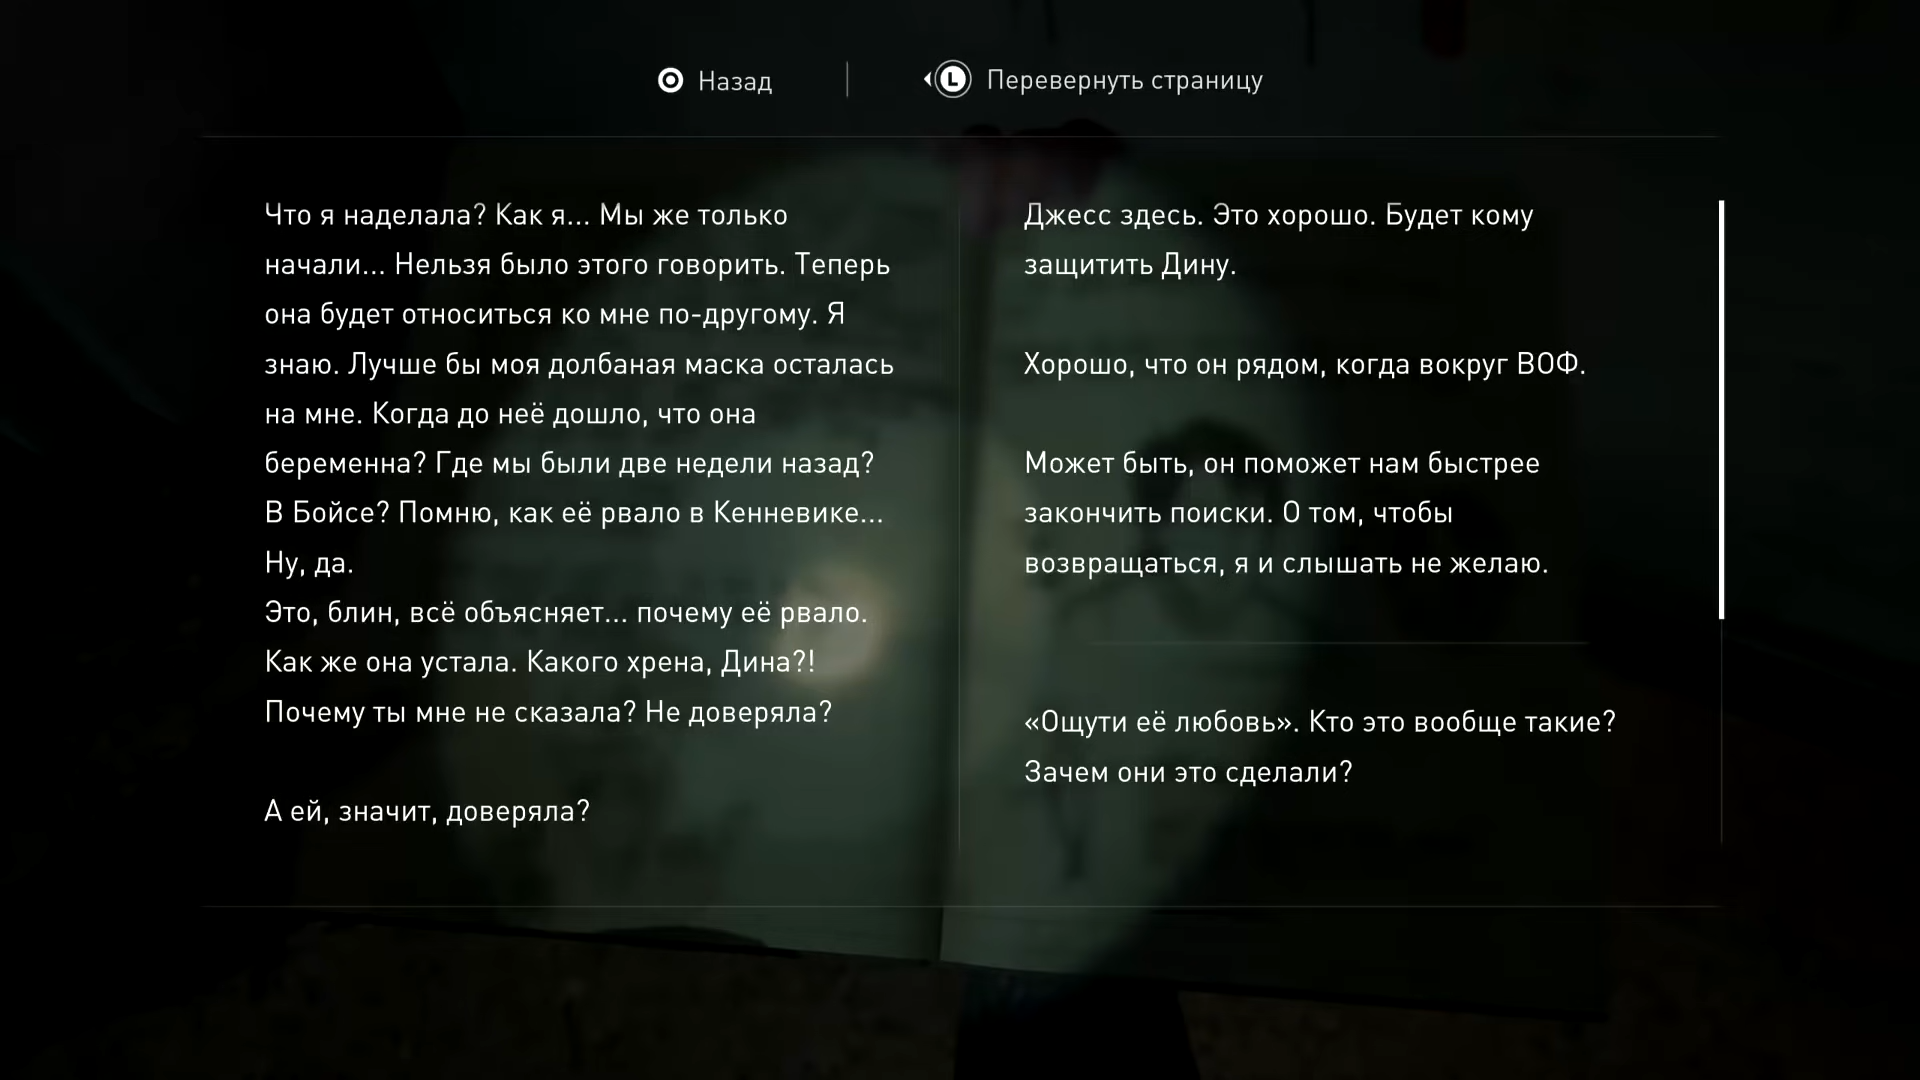 Назад
L Перевернуть страницу
Что я наделала? Как я... Мы же только
начали... Нельзя было этого говорить. Теперь
она будет относиться ко мне по-другому. Я
знаю. Лучше бы моя долбаная маска осталась
на мне. Когда до неё дошло, что она
беременна? Где мы были две недели назад?
В Бойсе? Помню, как её рвало в Кенневике...
Ну, да.
Это, блин, всё объясняет... почему её рвало.
Как же она устала. Какого хрена, Дина?!
Почему ты мне не сказала? Не доверяла?
А ей, значит, доверяла?
Джесс здесь. Это хорошо. Будет кому
защитить Дину.
Хорошо, что он рядом, когда вокруг ВОФ.
Может быть, он поможет нам быстрее
закончить поиски. О том, чтобы
возвращаться, я и слышать не желаю.
«Ощути её любовь». Кто это вообще такие?
Зачем они это сделали?